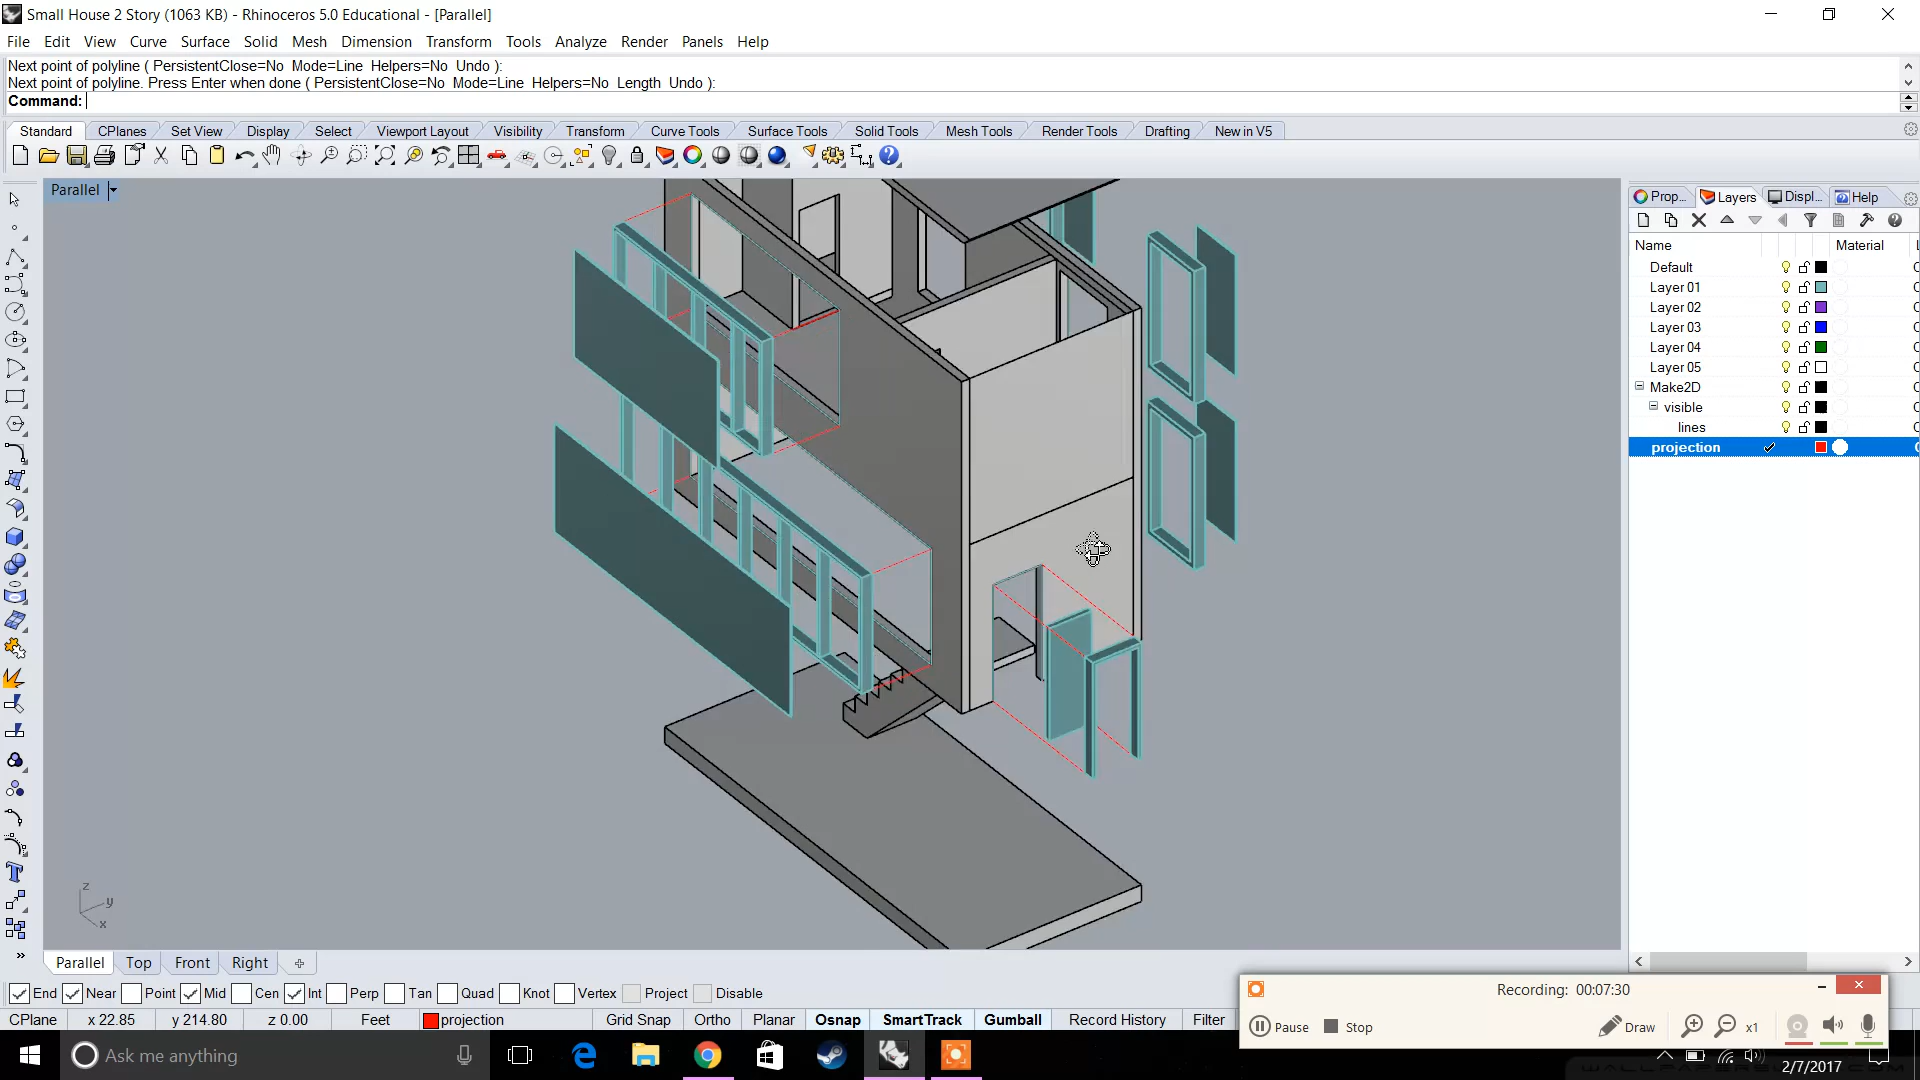 Small House 2 Story (1063 KB) - Rhinoceros 5.0 Educational - [Parallel]
File Edit View Curve Surface Solid Mesh Dimension Transform Tools Analyze Render Panels Help
Next point of polyline ( PersistentClose=No Mode=Line Helpers=No Undo ):
Next point of polyline. Press Enter when done ( PersistentClose=No Mode=Line Helpers=No Length Undo ):
Command:
Standard CPlanes Set View Display Select Viewport Layout Visibility Transform Curve Tools Surface Tools Solid Tools Mesh Tools Render Tools Drafting New in V5
Parallel
Prop... Layers Displ... Help
Name Material L
Default C
Layer 01 C
Layer 02 C
Layer 03 C
Layer 04 C
Layer 05 C
Make2D C
visible C
lines C
projection C
z
y
x
Parallel Top Front Right
End Near Point Mid Cen Int Perp Tan Quad Knot Vertex Project Disable
CPlane x 22.85 y 214.80 z 0.00 Feet projection Grid Snap Ortho Planar Osnap SmartTrack Gumball Record History Filter
Recording: 00:07:30
Pause Stop Draw x1
Ask me anything
2/7/2017